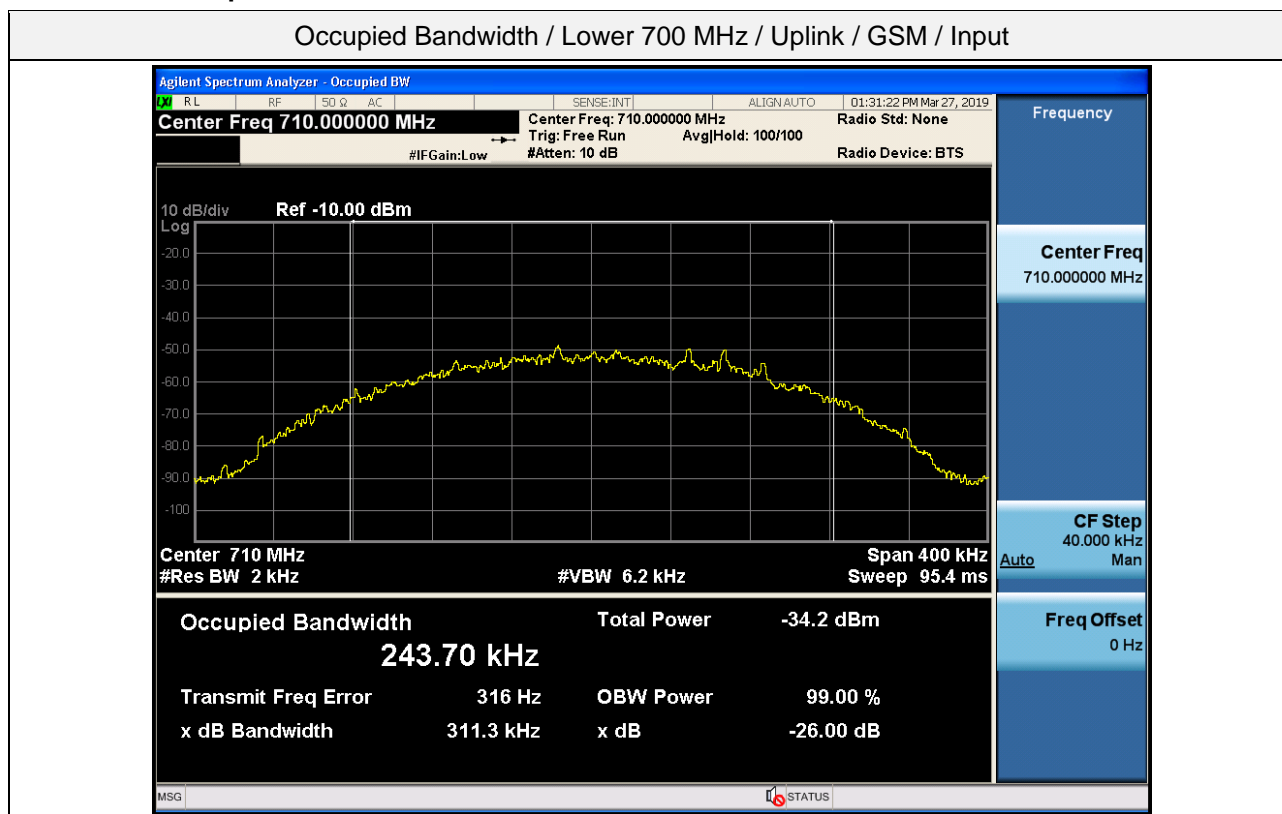 Occupied Bandwidth / Lower 700 MHz / Uplink / GSM / Input
Agilent Spectrum Analyzer - Occupied BW
LXI RL RF 50 Ω AC SENSE:INT ALIGN AUTO 01:31:22 PM Mar 27, 2019
Center Freq 710.000000 MHz
Center Freq: 710.000000 MHz Radio Std: None
Trig: Free Run Avg|Hold: 100/100
#IFGain:Low #Atten: 10 dB Radio Device: BTS
Frequency
10 dB/div Ref -10.00 dBm
Log
-20.0
-30.0
-40.0
-50.0
-60.0
-70.0
-80.0
-90.0
-100
Center 710 MHz Span 400 kHz
#Res BW 2 kHz #VBW 6.2 kHz Sweep 95.4 ms
Occupied Bandwidth Total Power -34.2 dBm
243.70 kHz
Transmit Freq Error 316 Hz OBW Power 99.00 %
x dB Bandwidth 311.3 kHz x dB -26.00 dB
Center Freq
710.000000 MHz
CF Step
40.000 kHz
Auto Man
Freq Offset
0 Hz
MSG STATUS